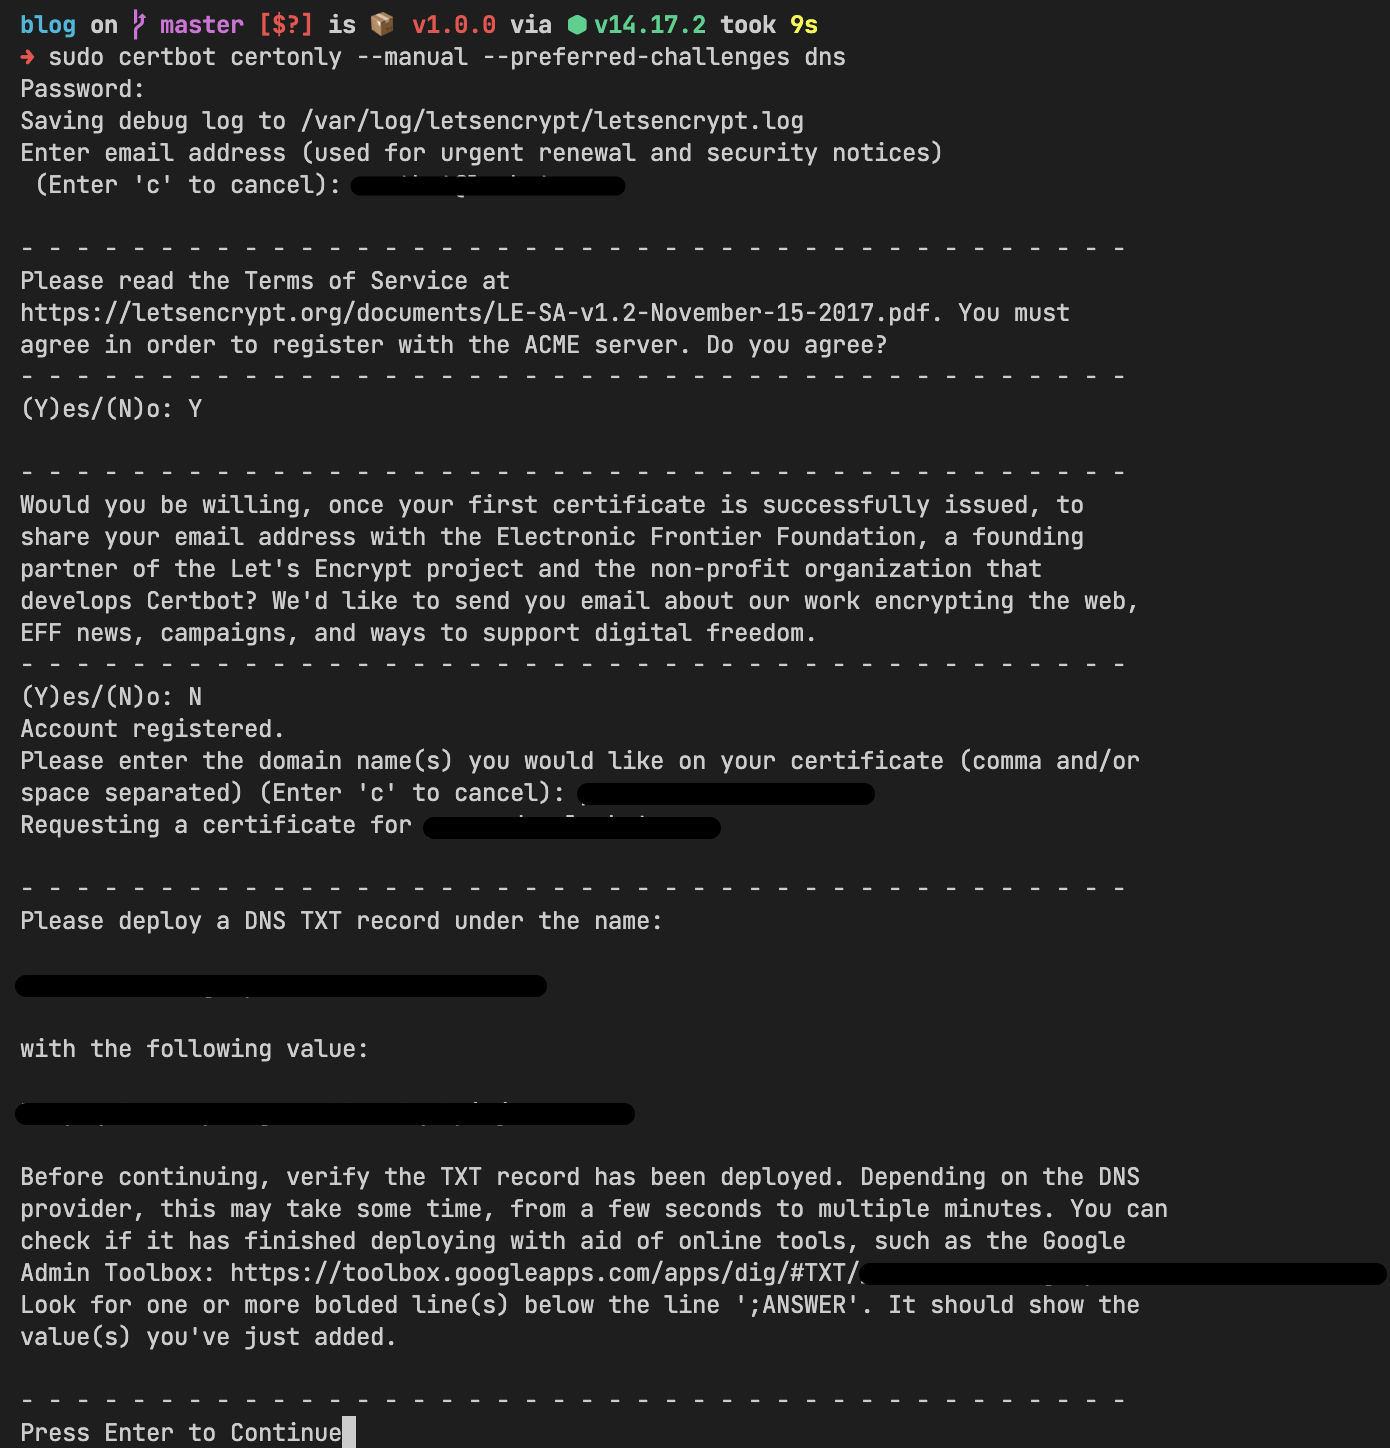 blog on master [$?] is 📦 v1.0.0 via ⬢ v14.17.2 took 9s
➜ sudo certbot certonly --manual --preferred-challenges dns
Password:
Saving debug log to /var/log/letsencrypt/letsencrypt.log
Enter email address (used for urgent renewal and security notices)
(Enter 'c' to cancel):
- - - - - - - - - - - - - - - - - - - - - - - - - - - - - - - - - - - - - - - -
Please read the Terms of Service at
https://letsencrypt.org/documents/LE-SA-v1.2-November-15-2017.pdf. You must
agree in order to register with the ACME server. Do you agree?
- - - - - - - - - - - - - - - - - - - - - - - - - - - - - - - - - - - - - - - -
(Y)es/(N)o: Y
- - - - - - - - - - - - - - - - - - - - - - - - - - - - - - - - - - - - - - - -
Would you be willing, once your first certificate is successfully issued, to
share your email address with the Electronic Frontier Foundation, a founding
partner of the Let's Encrypt project and the non-profit organization that
develops Certbot? We'd like to send you email about our work encrypting the web,
EFF news, campaigns, and ways to support digital freedom.
- - - - - - - - - - - - - - - - - - - - - - - - - - - - - - - - - - - - - - - -
(Y)es/(N)o: N
Account registered.
Please enter the domain name(s) you would like on your certificate (comma and/or
space separated) (Enter 'c' to cancel):
Requesting a certificate for
- - - - - - - - - - - - - - - - - - - - - - - - - - - - - - - - - - - - - - - -
Please deploy a DNS TXT record under the name:
with the following value:
Before continuing, verify the TXT record has been deployed. Depending on the DNS
provider, this may take some time, from a few seconds to multiple minutes. You can
check if it has finished deploying with aid of online tools, such as the Google
Admin Toolbox: https://toolbox.googleapps.com/apps/dig/#TXT/
Look for one or more bolded line(s) below the line ';ANSWER'. It should show the
value(s) you've just added.
- - - - - - - - - - - - - - - - - - - - - - - - - - - - - - - - - - - - - - - -
Press Enter to Continue